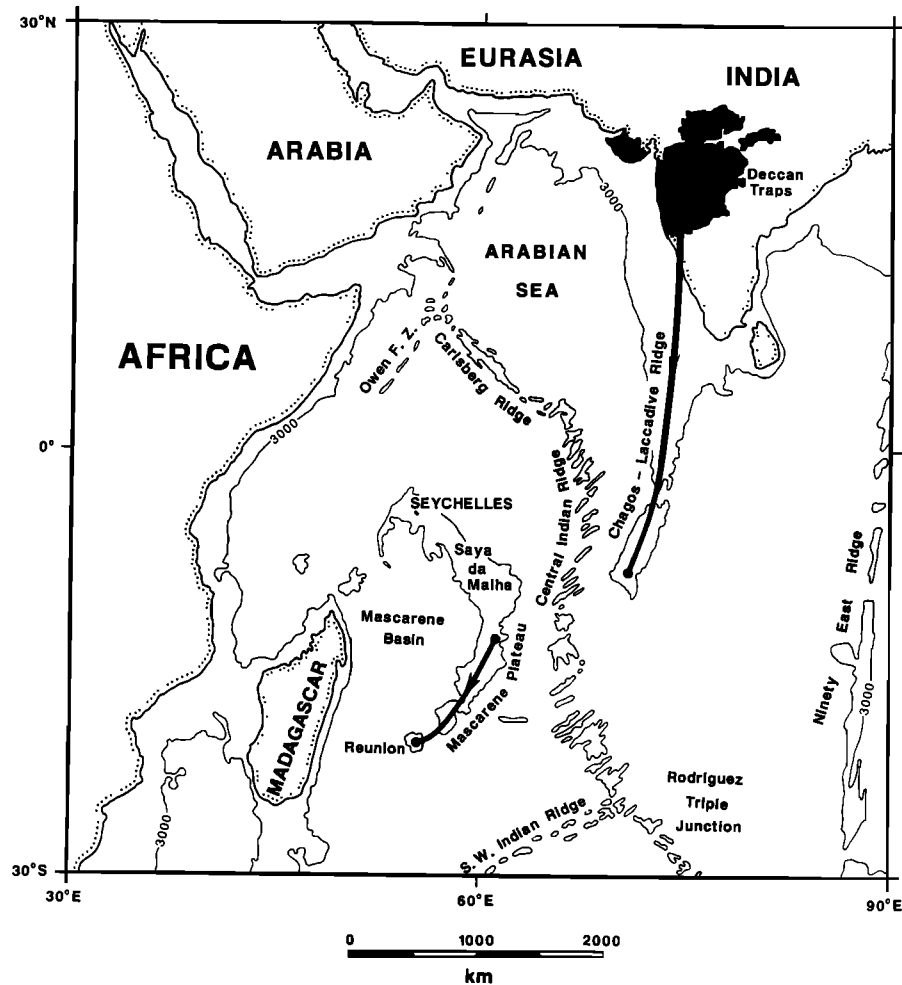 30°N
EURASIA
INDIA
ARABIA
Deccan
Traps
3000
ARABIAN
SEA
AFRICA
Owen F. Z.
Carlsberg Ridge
Chagos - Laccadive Ridge
3000
0°
Central Indian Ridge
SEYCHELLES
Saya
da
Malha
Mascarene
Basin
Mascarene Plateau
Ninety East Ridge
3000
MADAGASCAR
Reunion
3000
Rodriguez
Triple
Junction
S. W. Indian Ridge
30°S
30°E
60°E
90°E
0 1000 2000
km